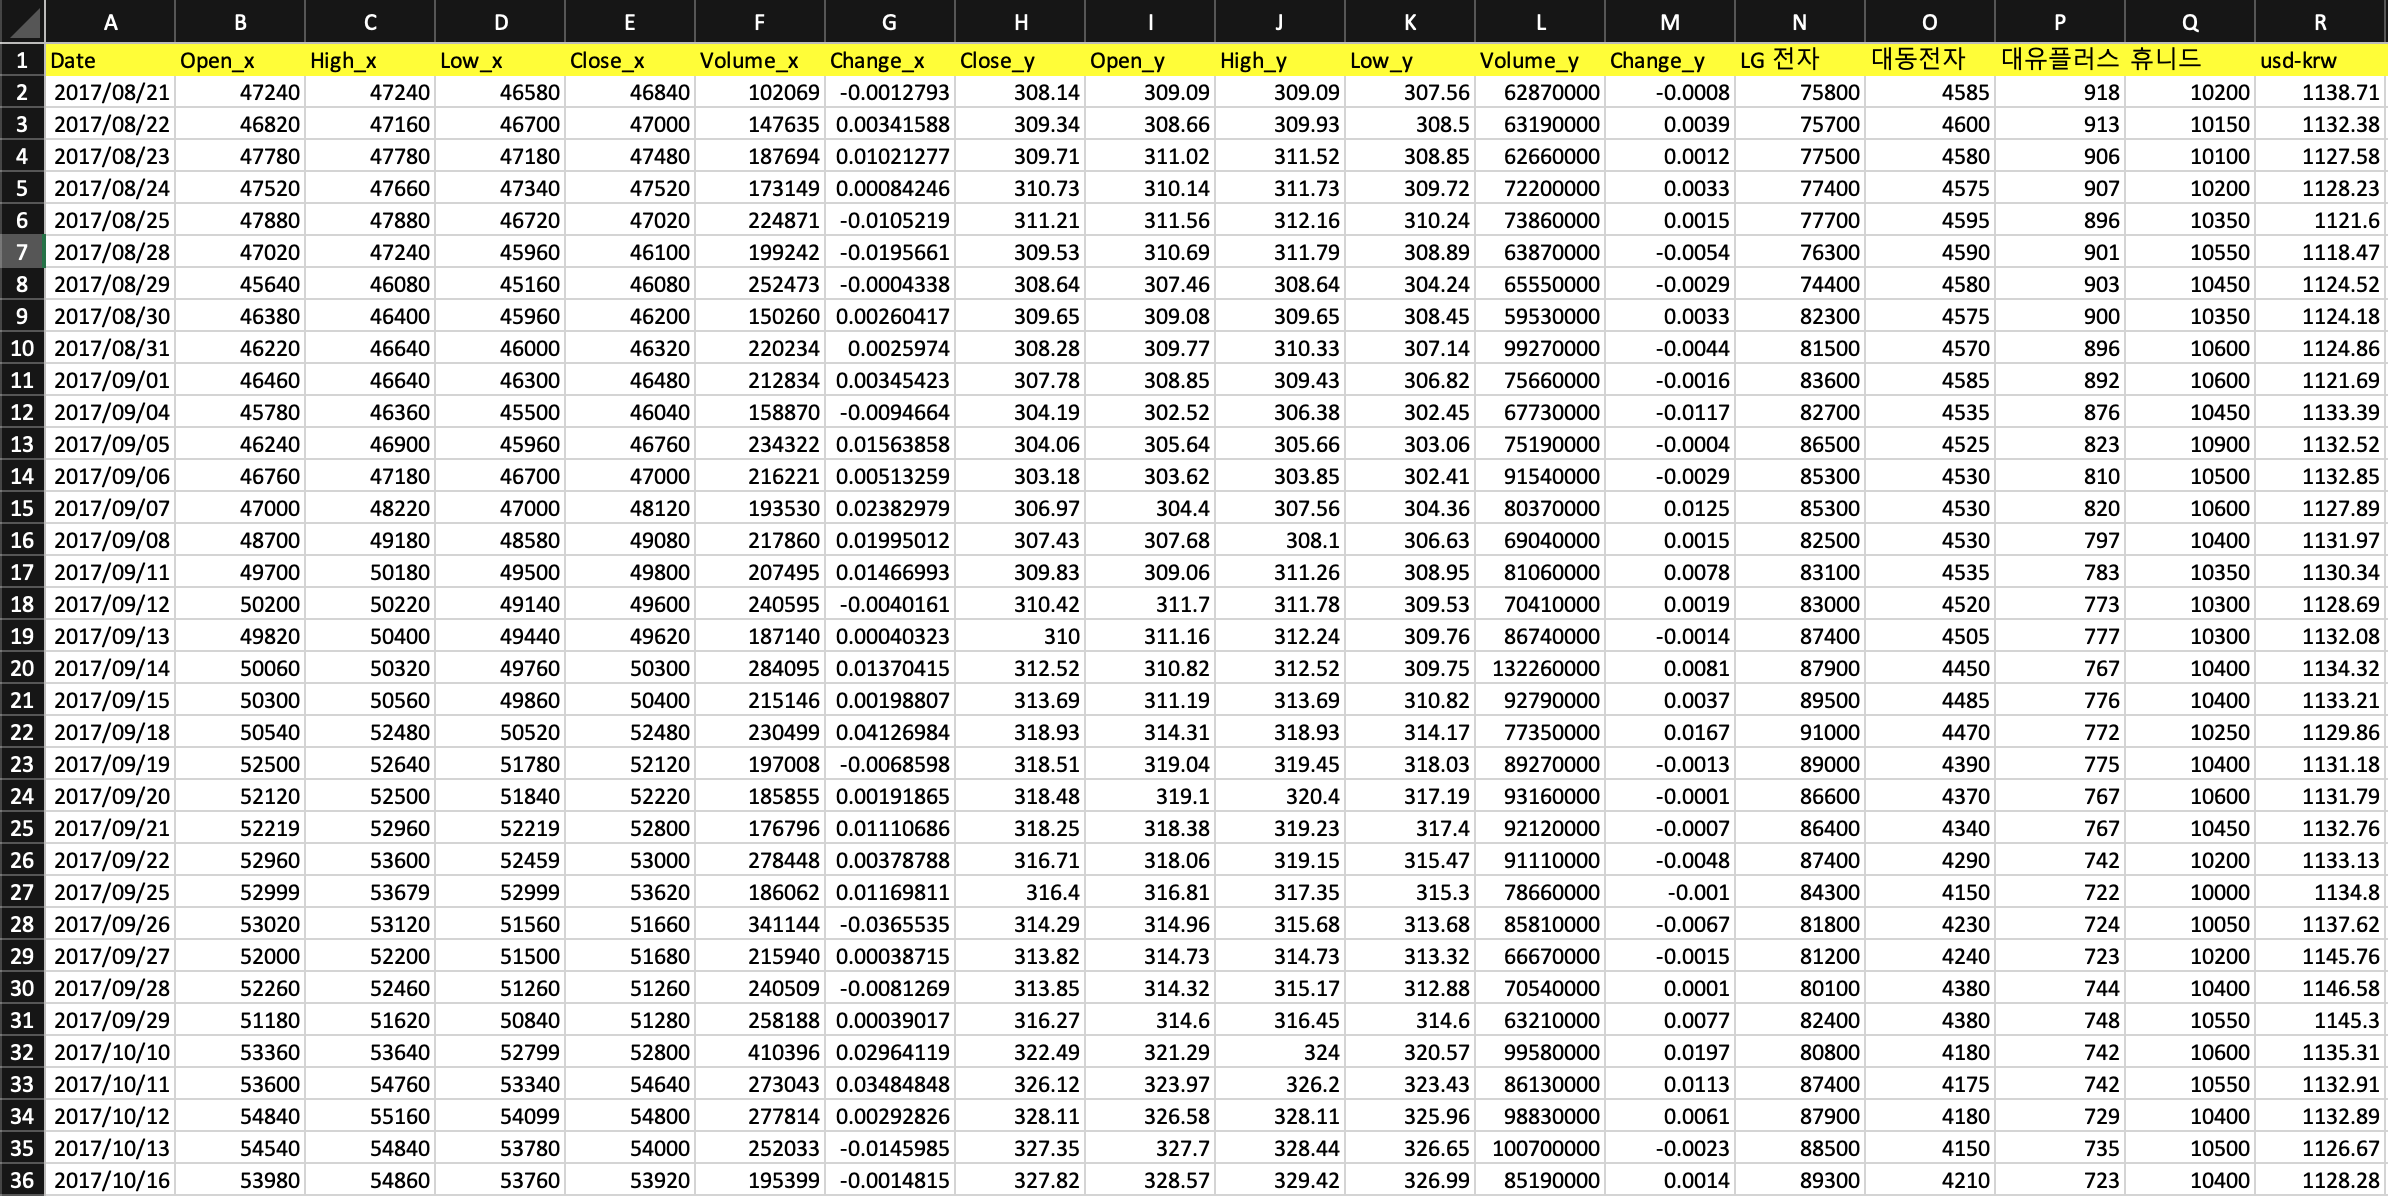 A B C D E F G H I J K L M N O P Q R
1 Date Open_x High_x Low_x Close_x Volume_x Change_x Close_y Open_y High_y Low_y Volume_y Change_y LG 전자 대동전자 대유플러스 휴니드 usd-krw
2 2017/08/21 47240 47240 46580 46840 102069 -0.0012793 308.14 309.09 309.09 307.56 62870000 -0.0008 75800 4585 918 10200 1138.71
3 2017/08/22 46820 47160 46700 47000 147635 0.00341588 309.34 308.66 309.93 308.5 63190000 0.0039 75700 4600 913 10150 1132.38
4 2017/08/23 47780 47780 47180 47480 187694 0.01021277 309.71 311.02 311.52 308.85 62660000 0.0012 77500 4580 906 10100 1127.58
5 2017/08/24 47520 47660 47340 47520 173149 0.00084246 310.73 310.14 311.73 309.72 72200000 0.0033 77400 4575 907 10200 1128.23
6 2017/08/25 47880 47880 46720 47020 224871 -0.0105219 311.21 311.56 312.16 310.24 73860000 0.0015 77700 4595 896 10350 1121.6
7 2017/08/28 47020 47240 45960 46100 199242 -0.0195661 309.53 310.69 311.79 308.89 63870000 -0.0054 76300 4590 901 10550 1118.47
8 2017/08/29 45640 46080 45160 46080 252473 -0.0004338 308.64 307.46 308.64 304.24 65550000 -0.0029 74400 4580 903 10450 1124.52
9 2017/08/30 46380 46400 45960 46200 150260 0.00260417 309.65 309.08 309.65 308.45 59530000 0.0033 82300 4575 900 10350 1124.18
10 2017/08/31 46220 46640 46000 46320 220234 0.0025974 308.28 309.77 310.33 307.14 99270000 -0.0044 81500 4570 896 10600 1124.86
11 2017/09/01 46460 46640 46300 46480 212834 0.00345423 307.78 308.85 309.43 306.82 75660000 -0.0016 83600 4585 892 10600 1121.69
12 2017/09/04 45780 46360 45500 46040 158870 -0.0094664 304.19 302.52 306.38 302.45 67730000 -0.0117 82700 4535 876 10450 1133.39
13 2017/09/05 46240 46900 45960 46760 234322 0.01563858 304.06 305.64 305.66 303.06 75190000 -0.0004 86500 4525 823 10900 1132.52
14 2017/09/06 46760 47180 46700 47000 216221 0.00513259 303.18 303.62 303.85 302.41 91540000 -0.0029 85300 4530 810 10500 1132.85
15 2017/09/07 47000 48220 47000 48120 193530 0.02382979 306.97 304.4 307.56 304.36 80370000 0.0125 85300 4530 820 10600 1127.89
16 2017/09/08 48700 49180 48580 49080 217860 0.01995012 307.43 307.68 308.1 306.63 69040000 0.0015 82500 4530 797 10400 1131.97
17 2017/09/11 49700 50180 49500 49800 207495 0.01466993 309.83 309.06 311.26 308.95 81060000 0.0078 83100 4535 783 10350 1130.34
18 2017/09/12 50200 50220 49140 49600 240595 -0.0040161 310.42 311.7 311.78 309.53 70410000 0.0019 83000 4520 773 10300 1128.69
19 2017/09/13 49820 50400 49440 49620 187140 0.00040323 310 311.16 312.24 309.76 86740000 -0.0014 87400 4505 777 10300 1132.08
20 2017/09/14 50060 50320 49760 50300 284095 0.01370415 312.52 310.82 312.52 309.75 132260000 0.0081 87900 4450 767 10400 1134.32
21 2017/09/15 50300 50560 49860 50400 215146 0.00198807 313.69 311.19 313.69 310.82 92790000 0.0037 89500 4485 776 10400 1133.21
22 2017/09/18 50540 52480 50520 52480 230499 0.04126984 318.93 314.31 318.93 314.17 77350000 0.0167 91000 4470 772 10250 1129.86
23 2017/09/19 52500 52640 51780 52120 197008 -0.0068598 318.51 319.04 319.45 318.03 89270000 -0.0013 89000 4390 775 10400 1131.18
24 2017/09/20 52120 52500 51840 52220 185855 0.00191865 318.48 319.1 320.4 317.19 93160000 -0.0001 86600 4370 767 10600 1131.79
25 2017/09/21 52219 52960 52219 52800 176796 0.01110686 318.25 318.38 319.23 317.4 92120000 -0.0007 86400 4340 767 10450 1132.76
26 2017/09/22 52960 53600 52459 53000 278448 0.00378788 316.71 318.06 319.15 315.47 91110000 -0.0048 87400 4290 742 10200 1133.13
27 2017/09/25 52999 53679 52999 53620 186062 0.01169811 316.4 316.81 317.35 315.3 78660000 -0.001 84300 4150 722 10000 1134.8
28 2017/09/26 53020 53120 51560 51660 341144 -0.0365535 314.29 314.96 315.68 313.68 85810000 -0.0067 81800 4230 724 10050 1137.62
29 2017/09/27 52000 52200 51500 51680 215940 0.00038715 313.82 314.73 314.73 313.32 66670000 -0.0015 81200 4240 723 10200 1145.76
30 2017/09/28 52260 52460 51260 51260 240509 -0.0081269 313.85 314.32 315.17 312.88 70540000 0.0001 80100 4380 744 10400 1146.58
31 2017/09/29 51180 51620 50840 51280 258188 0.00039017 316.27 314.6 316.45 314.6 63210000 0.0077 82400 4380 748 10550 1145.3
32 2017/10/10 53360 53640 52799 52800 410396 0.02964119 322.49 321.29 324 320.57 99580000 0.0197 80800 4180 742 10600 1135.31
33 2017/10/11 53600 54760 53340 54640 273043 0.03484848 326.12 323.97 326.2 323.43 86130000 0.0113 87400 4175 742 10550 1132.91
34 2017/10/12 54840 55160 54099 54800 277814 0.00292826 328.11 326.58 328.11 325.96 98830000 0.0061 87900 4180 729 10400 1132.89
35 2017/10/13 54540 54840 53780 54000 252033 -0.0145985 327.35 327.7 328.44 326.65 100700000 -0.0023 88500 4150 735 10500 1126.67
36 2017/10/16 53980 54860 53760 53920 195399 -0.0014815 327.82 328.57 329.42 326.99 85190000 0.0014 89300 4210 723 10400 1128.28